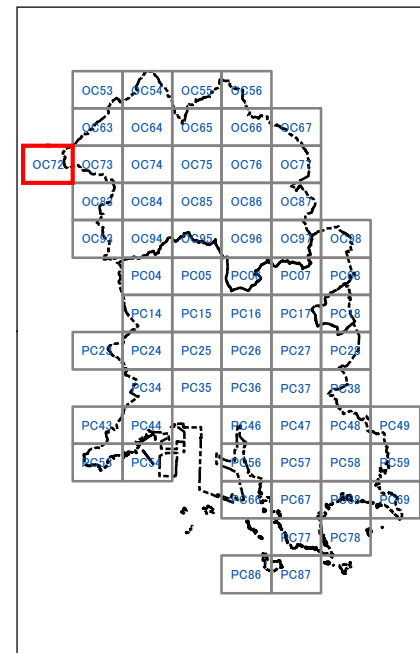 OC53 OC54 OC55 OC56
OC63 OC64 OC65 OC66 OC67
OC72 OC73 OC74 OC75 OC76 OC77
OC83 OC84 OC85 OC86 OC87
OC93 OC94 OC95 OC96 OC97 OC98
PC04 PC05 PC06 PC07 PC08
PC14 PC15 PC16 PC17 PC18
PC23 PC24 PC25 PC26 PC27 PC28
PC34 PC35 PC36 PC37 PC38
PC43 PC44 PC46 PC47 PC48 PC49
PC53 PC54 PC56 PC57 PC58 PC59
PC66 PC67 PC68 PC69
PC77 PC78
PC86 PC87